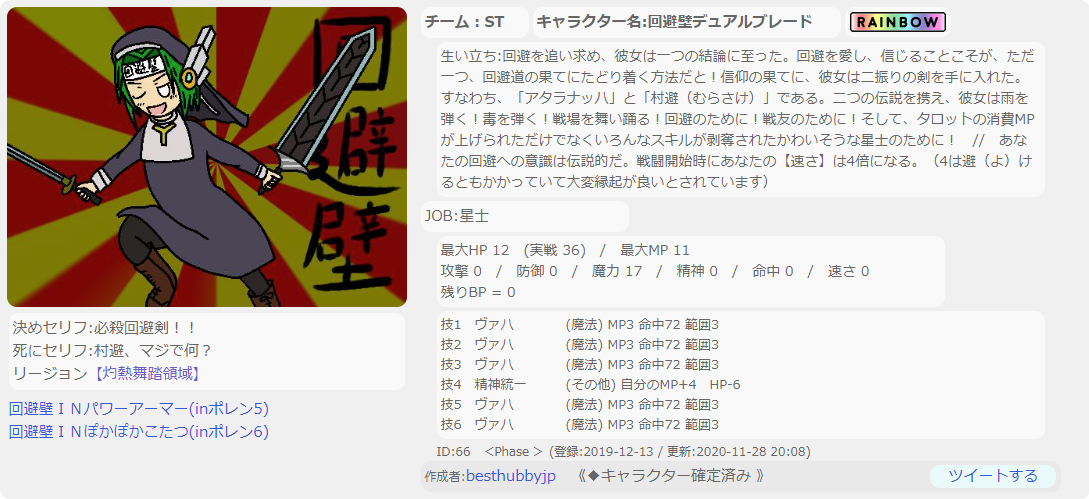 回避壁
回避壁
チーム：ST
キャラクター名:回避壁デュアルブレード
RAINBOW
生い立ち:回避を追い求め、彼女は一つの結論に至った。回避を愛し、信じることこそが、ただ
一つ、回避道の果てにたどり着く方法だと！信仰の果てに、彼女は二振りの剣を手に入れた。
すなわち、「アタラナッハ」と「村避（むらさけ）」である。二つの伝説を携え、彼女は雨を
弾く！毒を弾く！戦場を舞い踊る！回避のために！戦友のために！そして、タロットの消費MP
が上げられただけでなくいろんなスキルが剥奪されたかわいそうな星士のために！　//　あな
たの回避への意識は伝説的だ。戦闘開始時にあなたの【速さ】は4倍になる。（4は避（よ）け
るともかかっていて大変縁起が良いとされています）
JOB:星士
最大HP 12　(実戦 36)　/　最大MP 11
攻撃 0　/　防御 0　/　魔力 17　/　精神 0　/　命中 0　/　速さ 0
残りBP = 0
技1　ヴァハ　(魔法) MP3 命中72 範囲3
技2　ヴァハ　(魔法) MP3 命中72 範囲3
技3　ヴァハ　(魔法) MP3 命中72 範囲3
技4　精神統一　(その他) 自分のMP+4　HP-6
技5　ヴァハ　(魔法) MP3 命中72 範囲3
技6　ヴァハ　(魔法) MP3 命中72 範囲3
ID:66　<Phase > (登録:2019-12-13 / 更新:2020-11-28 20:08)
作成者:besthubbyjp　《◆キャラクター確定済み 》
ツイートする
決めセリフ:必殺回避剣！！
死にセリフ:村避、マジで何？
リージョン【灼熱舞踏領域】
回避壁ＩＮパワーアーマー(inポレン5)
回避壁ＩＮぽかぽかこたつ(inポレン6)